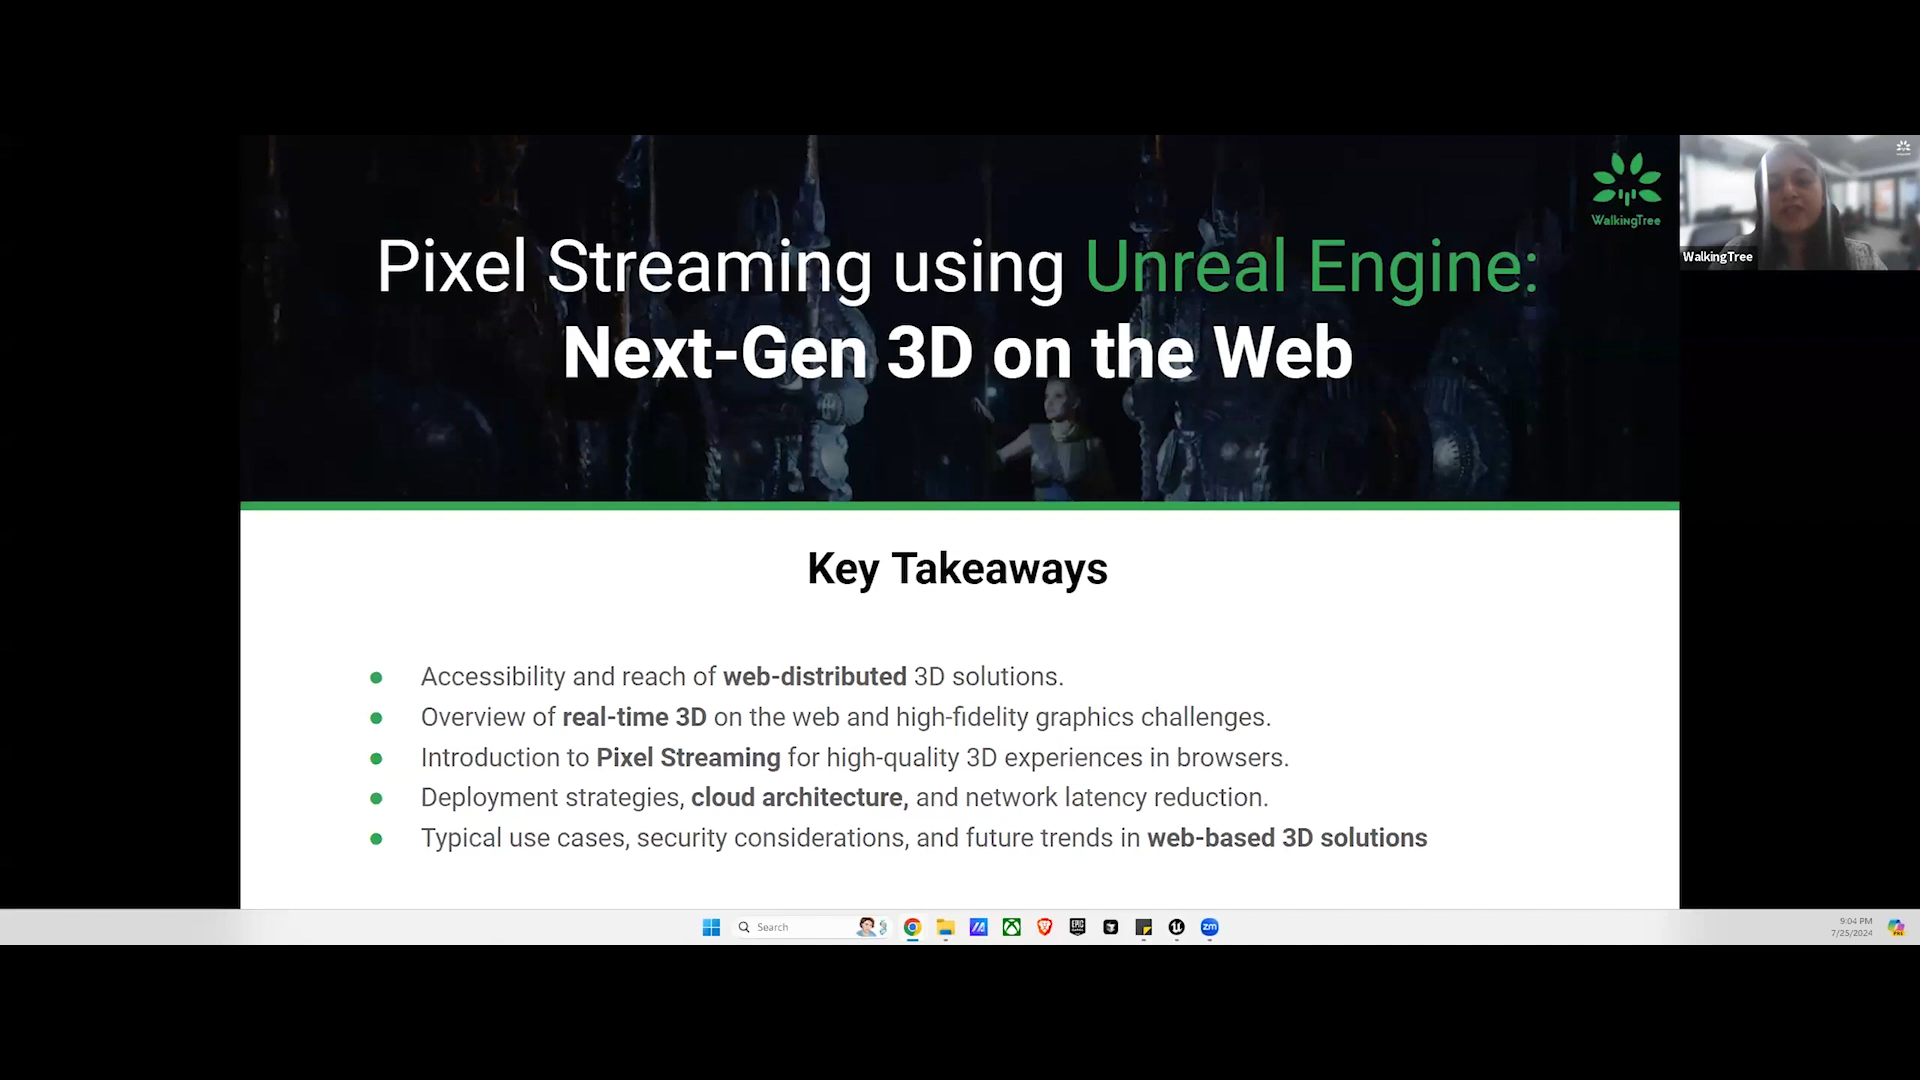 WalkingTree
Pixel Streaming using Unreal Engine:
Next-Gen 3D on the Web
WalkingTree
Key Takeaways
Accessibility and reach of web-distributed 3D solutions.
Overview of real-time 3D on the web and high-fidelity graphics challenges.
Introduction to Pixel Streaming for high-quality 3D experiences in browsers.
Deployment strategies, cloud architecture, and network latency reduction.
Typical use cases, security considerations, and future trends in web-based 3D solutions
Search
EPIC
zm
9:04 PM
7/25/2024
PRE